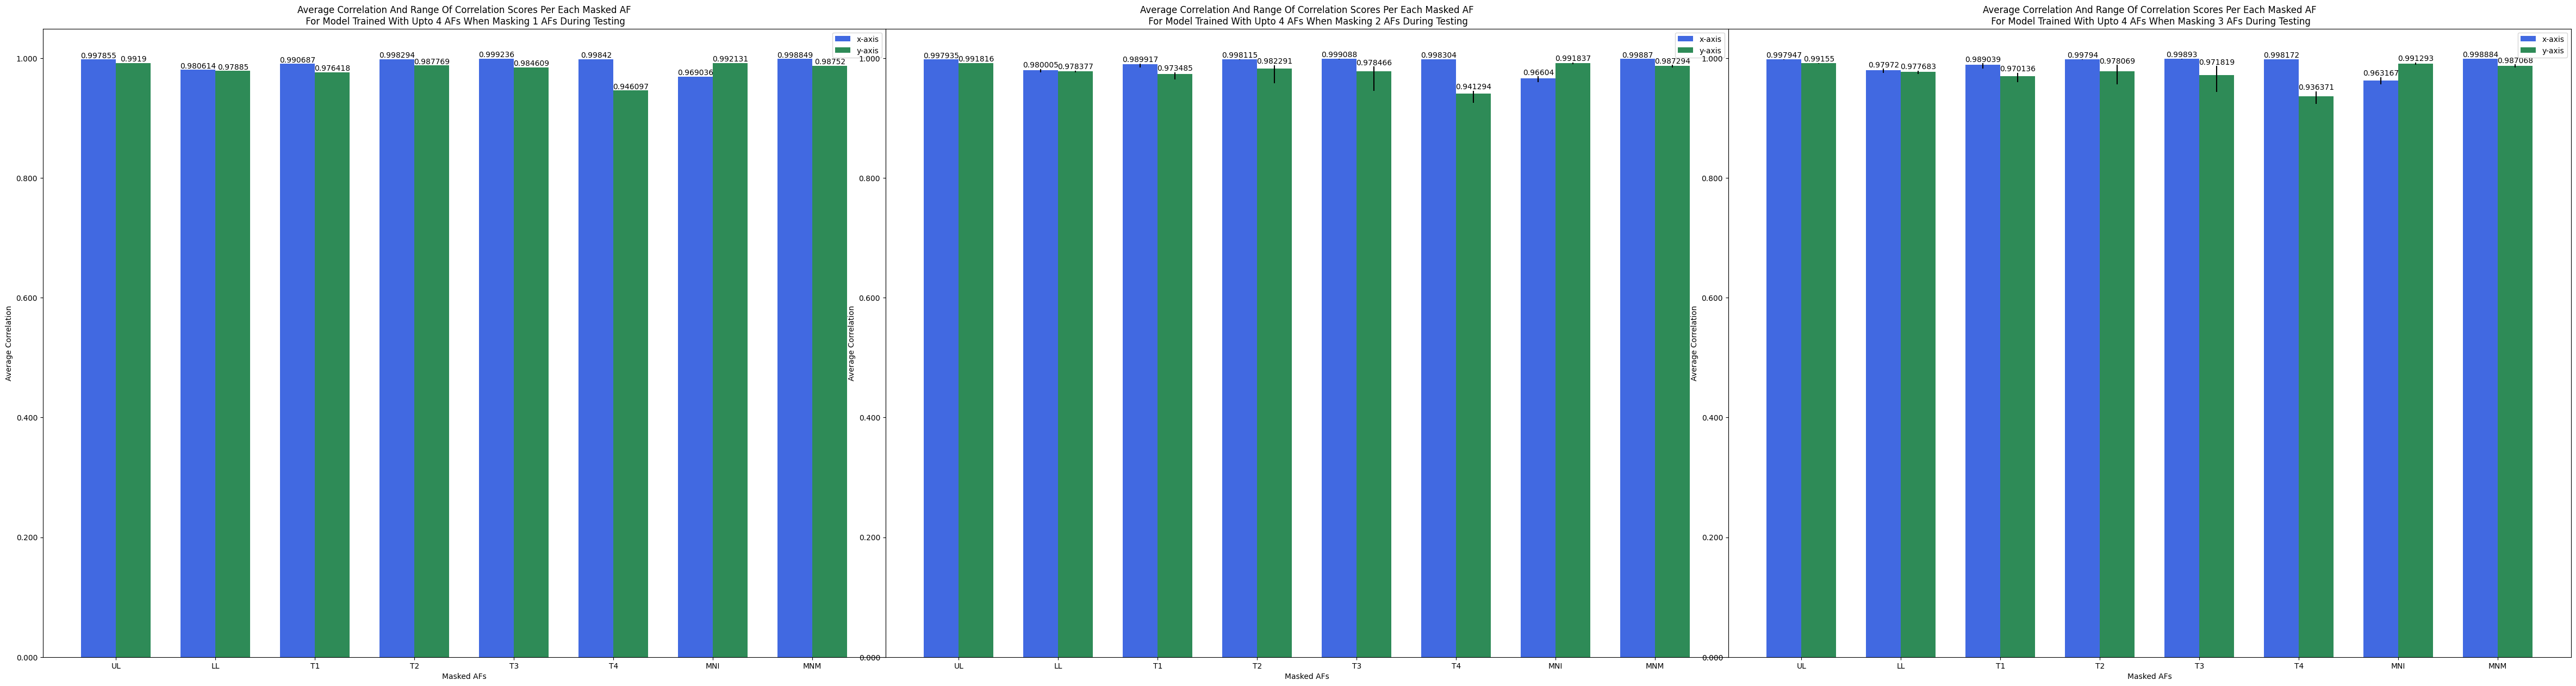 Average Correlation And Range Of Correlation Scores Per Each Masked AF
For Model Trained With Upto 4 AFs When Masking 1 AFs During Testing
x-axis
y-axis
0.997855 0.9919 0.980614 0.97885 0.990687 0.976418 0.998294 0.987769 0.999236 0.984609 0.99842 0.946097 0.969036 0.992131 0.998849 0.98752
1.000
0.800
0.600
0.400
0.200
0.000
Average Correlation
UL LL T1 T2 T3 T4 MNI MNM
Masked AFs
Average Correlation And Range Of Correlation Scores Per Each Masked AF
For Model Trained With Upto 4 AFs When Masking 2 AFs During Testing
x-axis
y-axis
0.997935 0.991816 0.980005 0.978377 0.989917 0.973485 0.998115 0.982291 0.999088 0.978466 0.998304 0.941294 0.96604 0.991837 0.99887 0.987294
1.000
0.800
0.600
0.400
0.200
0.000
Average Correlation
UL LL T1 T2 T3 T4 MNI MNM
Masked AFs
Average Correlation And Range Of Correlation Scores Per Each Masked AF
For Model Trained With Upto 4 AFs When Masking 3 AFs During Testing
x-axis
y-axis
0.997947 0.99155 0.97972 0.977683 0.989039 0.970136 0.99794 0.978069 0.99893 0.971819 0.998172 0.936371 0.963167 0.991293 0.998884 0.987068
1.000
0.800
0.600
0.400
0.200
0.000
Average Correlation
UL LL T1 T2 T3 T4 MNI MNM
Masked AFs